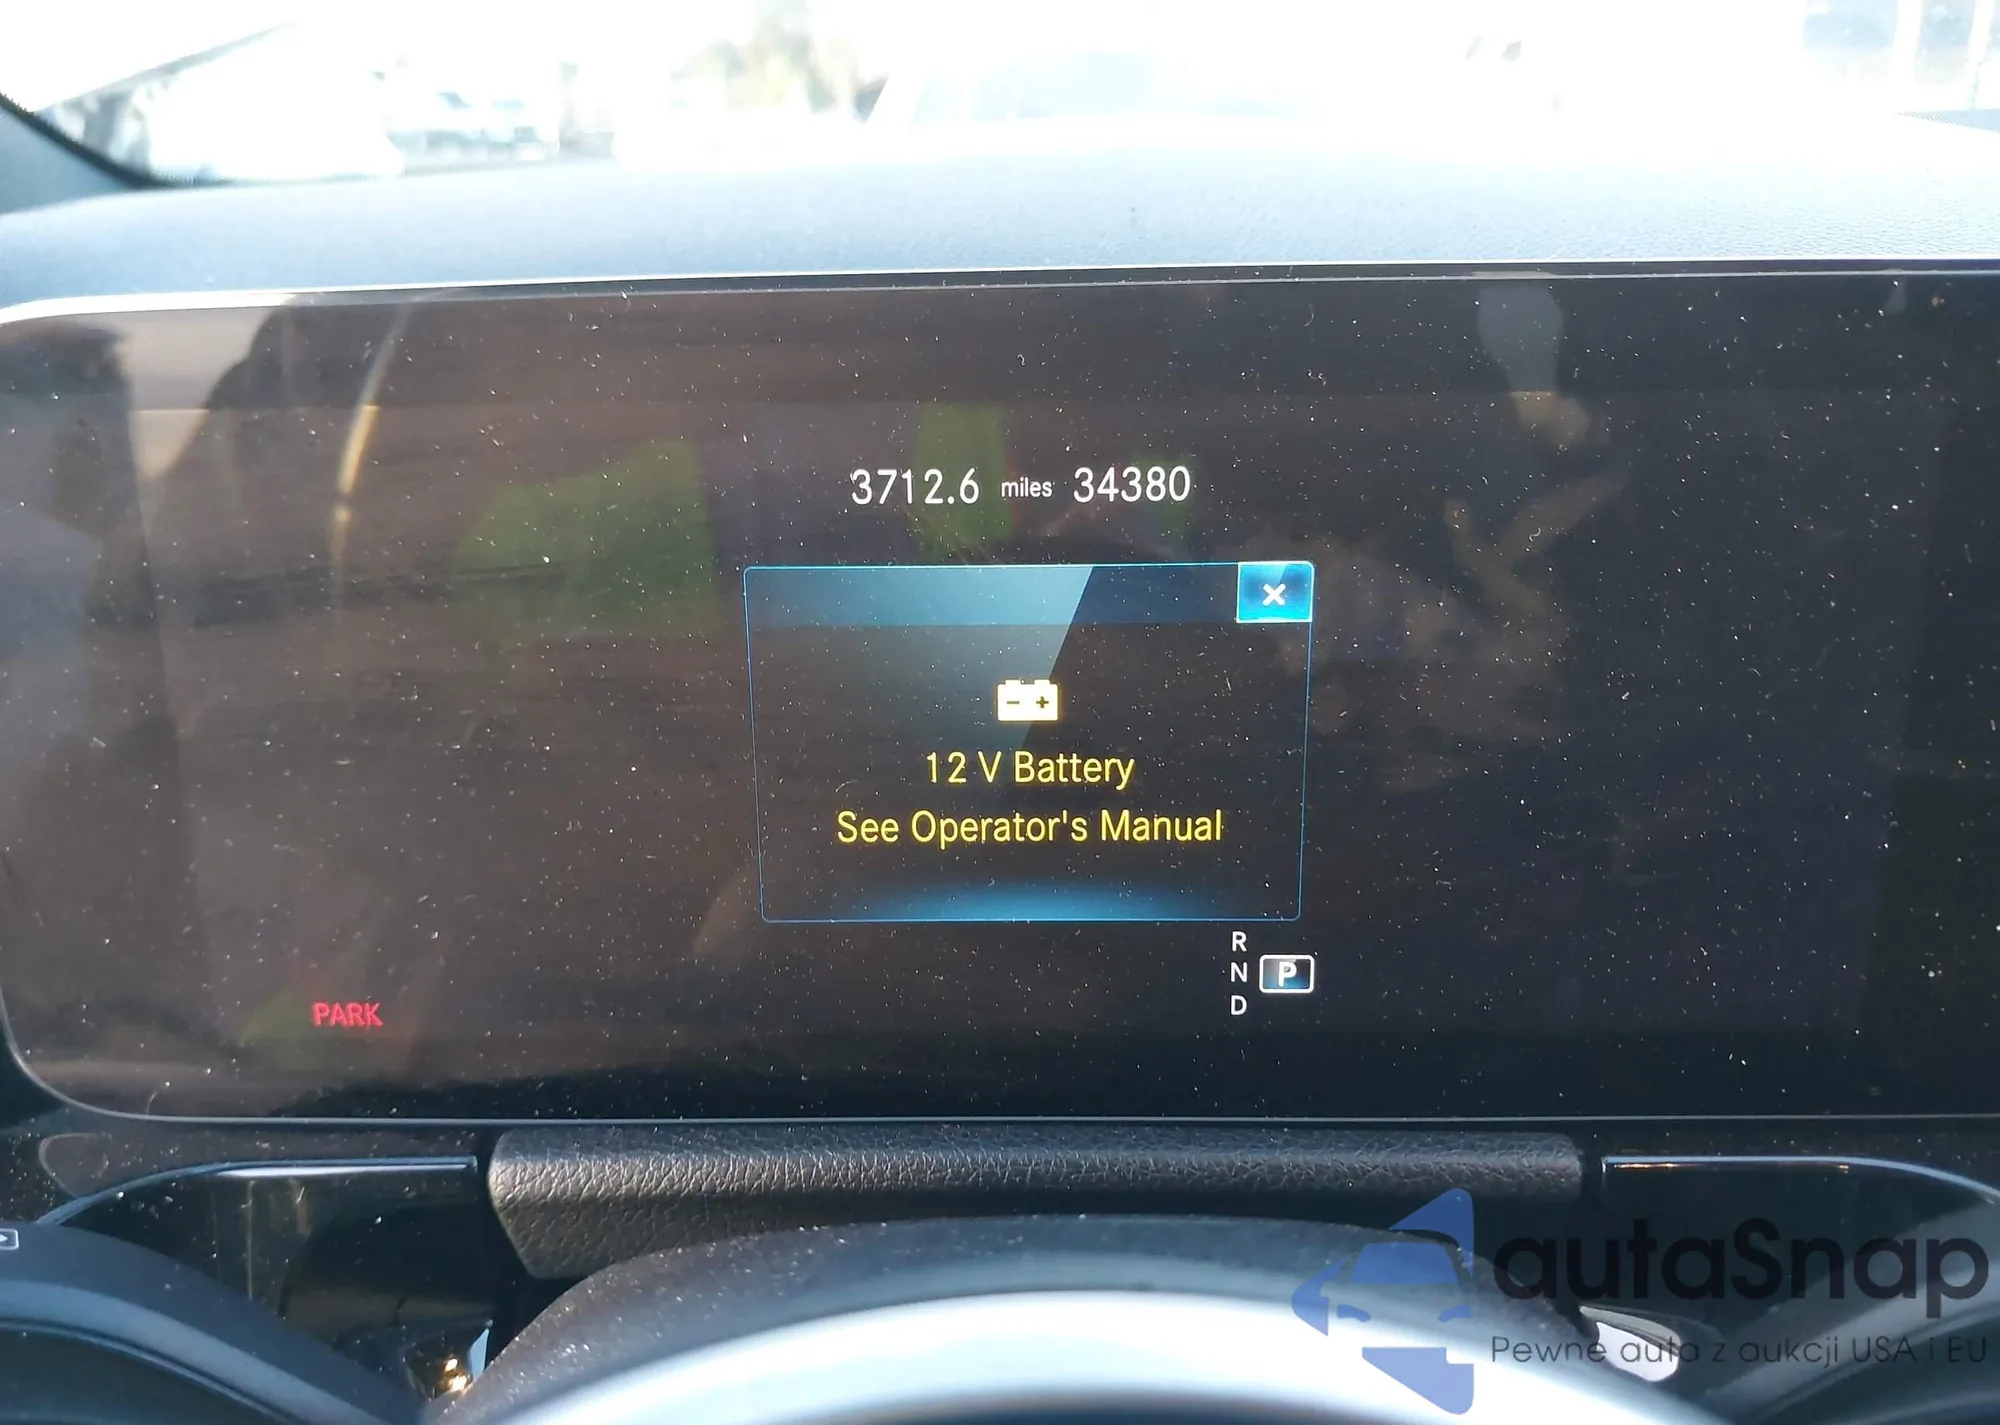 3712.6 miles 34380
12 V Battery
See Operator's Manual
R
N P
D
PARK
autaSnap
Pewne auta z aukcji USA i EU